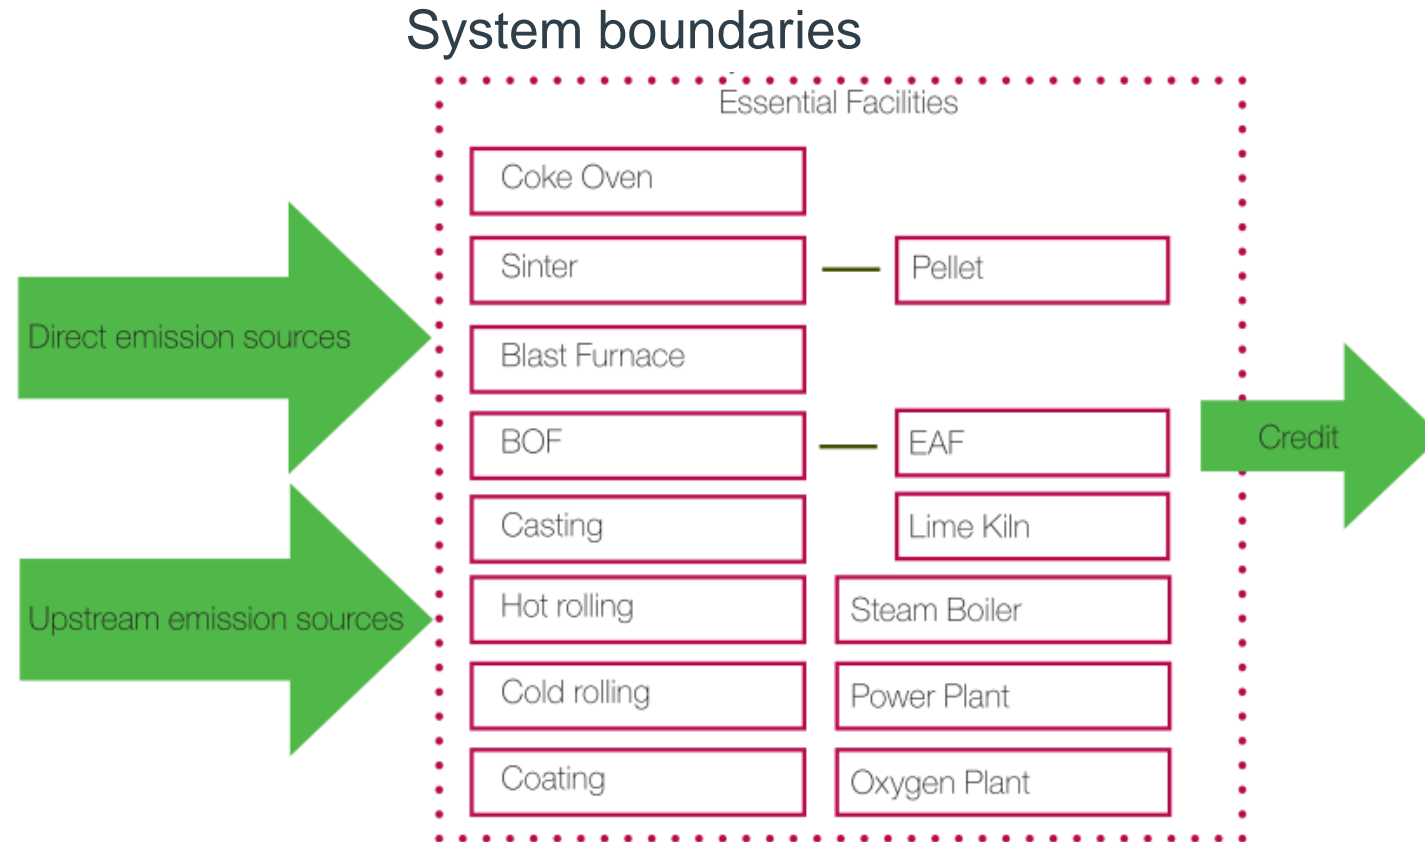 System boundaries
Essential Facilities
Coke Oven
Sinter
Pellet
Direct emission sources
Blast Furnace
BOF
EAF
Credit
Casting
Lime Kiln
Hot rolling
Steam Boiler
Upstream emission sources
Cold rolling
Power Plant
Coating
Oxygen Plant